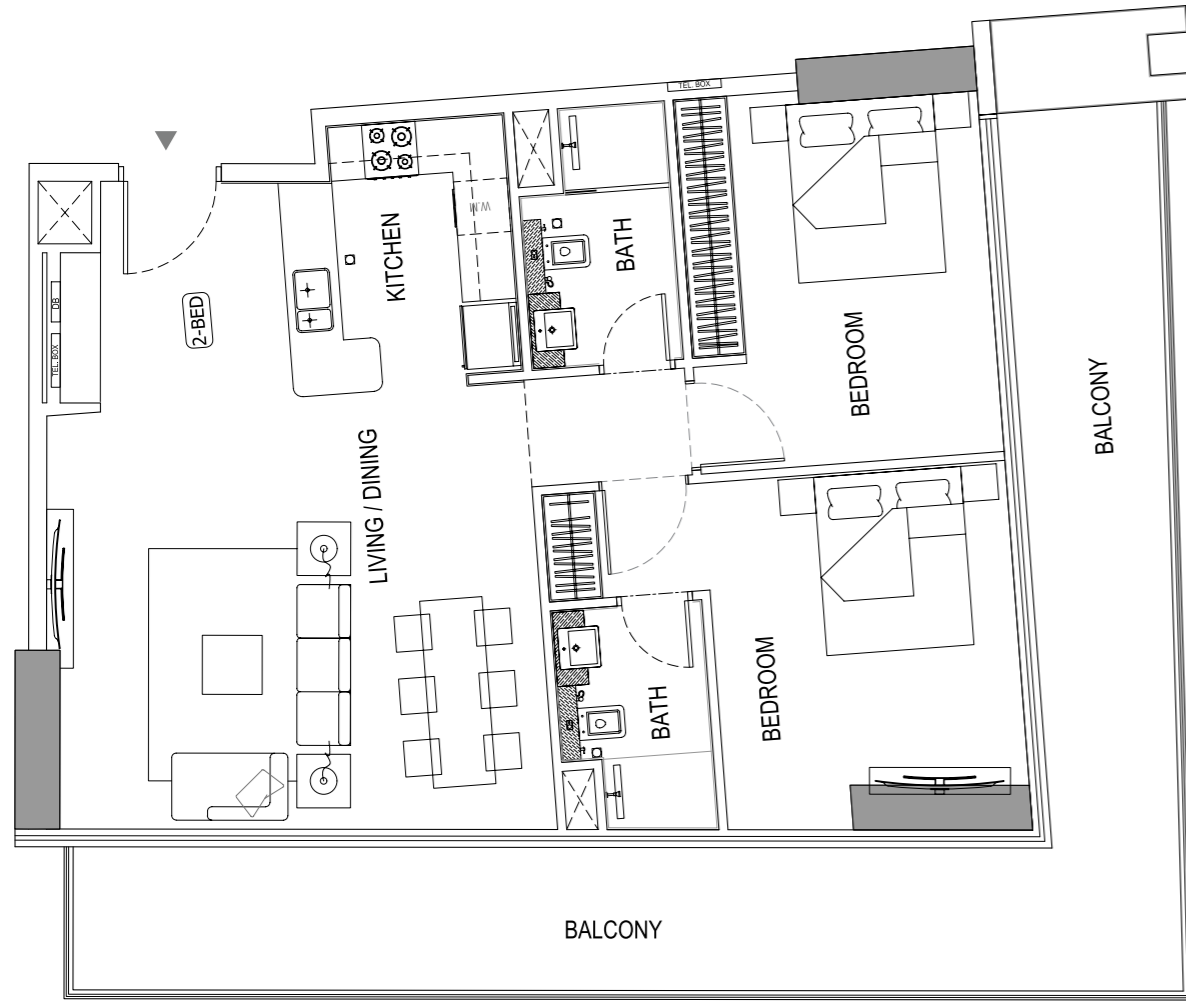 TEL. BOX
W.M
KITCHEN
BATH
DB
2-BED
TEL. BOX
BEDROOM
BALCONY
LIVING / DINING
BATH
BEDROOM
BALCONY